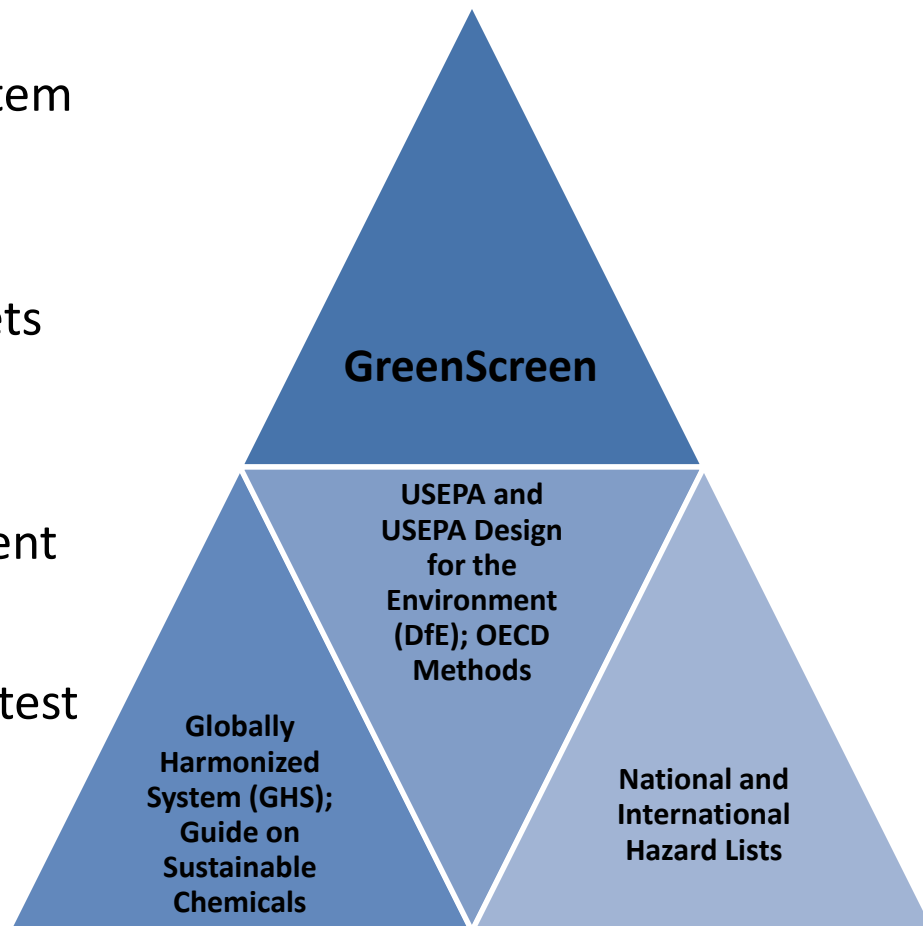 tem
ets
ent
test
GreenScreen
USEPA and
USEPA Design
for the
Environment
(DfE); OECD
Methods
Globally
Harmonized
System (GHS);
Guide on
Sustainable
Chemicals
National and
International
Hazard Lists